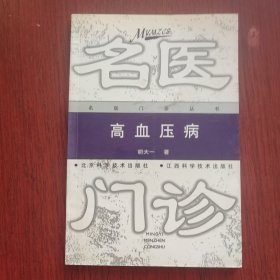 名医
名医门诊丛书
高血压病
胡大一 著
●北京科学技术出版社 ●江西科学技术出版社
门诊
MINGYI
MENZHEN
CONGSHU